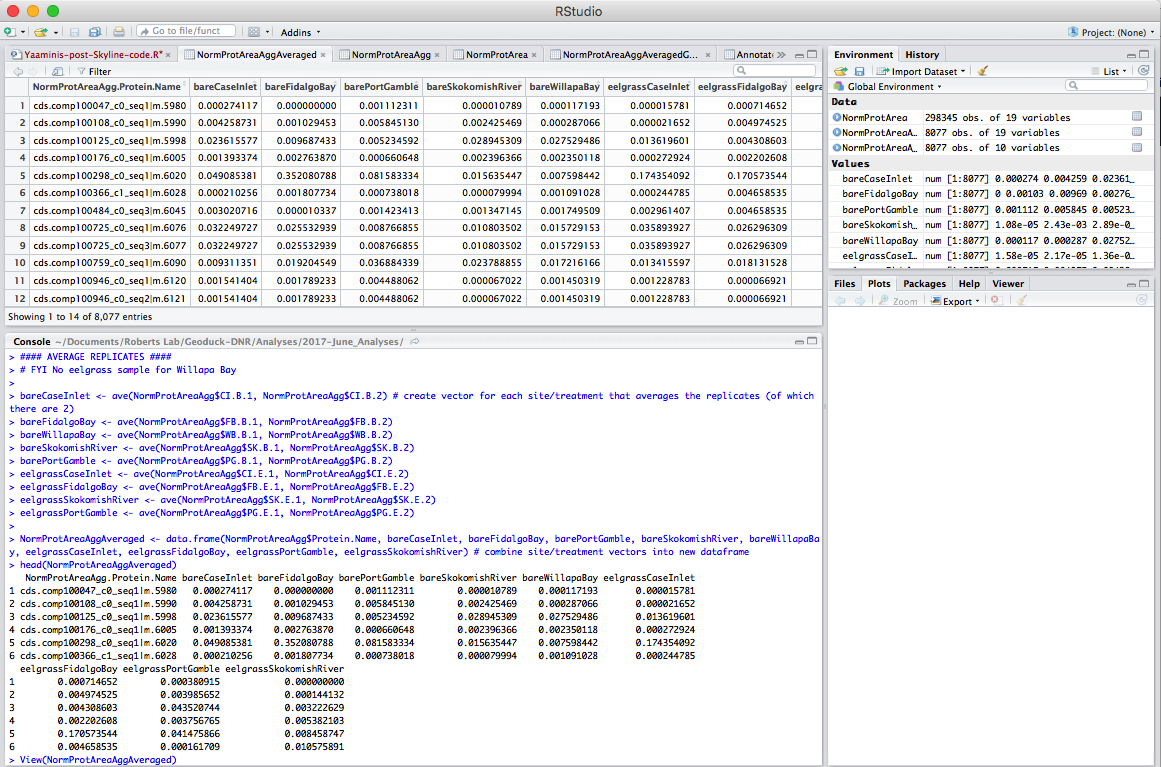 RStudio
Go to file/funct
Addins
Project: (None)
Yaaminis-post-Skyline-code.R*
NormProtAreaAggAveraged
NormProtAreaAgg
NormProtArea
NormProtAreaAggAveragedG...
Annotate
Filter
NormProtAreaAgg.Protein.Name bareCaseInlet bareFidalgoBay barePortGamble bareSkokomishRiver bareWillapaBay eelgrassCaseInlet eelgrassFidalgoBay eelgra
1 cds.comp100047_c0_seq1|m.5980 0.000274117 0.000000000 0.001112311 0.000010789 0.000117193 0.000015781 0.000714652
2 cds.comp100108_c0_seq1|m.5990 0.004258731 0.001029453 0.005845130 0.002425469 0.000287066 0.000021652 0.004974525
3 cds.comp100125_c0_seq1|m.5998 0.023615577 0.009687433 0.005234592 0.028945309 0.027529486 0.013619601 0.004308603
4 cds.comp100176_c0_seq1|m.6005 0.001393374 0.002763870 0.000660648 0.002396366 0.002350118 0.000272924 0.002202608
5 cds.comp100298_c0_seq1|m.6020 0.049085381 0.352080788 0.081583334 0.015635447 0.007598442 0.174354092 0.170573544
6 cds.comp100366_c1_seq1|m.6028 0.000210256 0.001807734 0.000738018 0.000079994 0.001091028 0.000244785 0.004658535
7 cds.comp100484_c0_seq3|m.6045 0.003020716 0.000010337 0.001423413 0.001347145 0.001749509 0.002961407 0.004658535
8 cds.comp100725_c0_seq1|m.6076 0.032249727 0.025532939 0.008766855 0.010803502 0.015729153 0.035893927 0.026296309
9 cds.comp100725_c0_seq3|m.6077 0.032249727 0.025532939 0.008766855 0.010803502 0.015729153 0.035893927 0.026296309
10 cds.comp100759_c0_seq1|m.6090 0.009311351 0.019204549 0.036884339 0.023788855 0.017216166 0.013415597 0.018131528
11 cds.comp100946_c0_seq1|m.6120 0.001541404 0.001789233 0.004488062 0.000067022 0.001450319 0.001228783 0.000066921
12 cds.comp100946_c0_seq2|m.6121 0.001541404 0.001789233 0.004488062 0.000067022 0.001450319 0.001228783 0.000066921
Showing 1 to 14 of 8,077 entries
Environment History
Import Dataset
List
Global Environment
Data
NormProtArea 298345 obs. of 19 variables
NormProtAreaA… 8077 obs. of 19 variables
NormProtAreaA… 8077 obs. of 10 variables
Values
bareCaseInlet num [1:8077] 0.000274 0.004259 0.02361…
bareFidalgoBay num [1:8077] 0 0.00103 0.00969 0.00276…
barePortGamble num [1:8077] 0.001112 0.005845 0.00523…
bareSkokomish… num [1:8077] 1.08e-05 2.43e-03 2.89e-0…
bareWillapaBay num [1:8077] 0.000117 0.000287 0.02752…
eelgrassCaseI… num [1:8077] 1.58e-05 2.17e-05 1.36e-0…
Files Plots Packages Help Viewer
Zoom
Export
Console ~/Documents/Roberts Lab/Geoduck-DNR/Analyses/2017-June_Analyses/
> #### AVERAGE REPLICATES ####
> # FYI No eelgrass sample for Willapa Bay
>
> bareCaseInlet <- ave(NormProtAreaAgg$CI.B.1, NormProtAreaAgg$CI.B.2) # create vector for each site/treatment that averages the replicates (of which
there are 2)
> bareFidalgoBay <- ave(NormProtAreaAgg$FB.B.1, NormProtAreaAgg$FB.B.2)
> bareWillapaBay <- ave(NormProtAreaAgg$WB.B.1, NormProtAreaAgg$WB.B.2)
> bareSkokomishRiver <- ave(NormProtAreaAgg$SK.B.1, NormProtAreaAgg$SK.B.2)
> barePortGamble <- ave(NormProtAreaAgg$PG.B.1, NormProtAreaAgg$PG.B.2)
> eelgrassCaseInlet <- ave(NormProtAreaAgg$CI.E.1, NormProtAreaAgg$CI.E.2)
> eelgrassFidalgoBay <- ave(NormProtAreaAgg$FB.E.1, NormProtAreaAgg$FB.E.2)
> eelgrassSkokomishRiver <- ave(NormProtAreaAgg$SK.E.1, NormProtAreaAgg$SK.E.2)
> eelgrassPortGamble <- ave(NormProtAreaAgg$PG.E.1, NormProtAreaAgg$PG.E.2)
>
> NormProtAreaAggAveraged <- data.frame(NormProtAreaAgg$Protein.Name, bareCaseInlet, bareFidalgoBay, barePortGamble, bareSkokomishRiver, bareWillapaBa
y, eelgrassCaseInlet, eelgrassFidalgoBay, eelgrassPortGamble, eelgrassSkokomishRiver) # combine site/treatment vectors into new dataframe
> head(NormProtAreaAggAveraged)
NormProtAreaAgg.Protein.Name bareCaseInlet bareFidalgoBay barePortGamble bareSkokomishRiver bareWillapaBay eelgrassCaseInlet
1 cds.comp100047_c0_seq1|m.5980 0.000274117 0.000000000 0.001112311 0.000010789 0.000117193 0.000015781
2 cds.comp100108_c0_seq1|m.5990 0.004258731 0.001029453 0.005845130 0.002425469 0.000287066 0.000021652
3 cds.comp100125_c0_seq1|m.5998 0.023615577 0.009687433 0.005234592 0.028945309 0.027529486 0.013619601
4 cds.comp100176_c0_seq1|m.6005 0.001393374 0.002763870 0.000660648 0.002396366 0.002350118 0.000272924
5 cds.comp100298_c0_seq1|m.6020 0.049085381 0.352080788 0.081583334 0.015635447 0.007598442 0.174354092
6 cds.comp100366_c1_seq1|m.6028 0.000210256 0.001807734 0.000738018 0.000079994 0.001091028 0.000244785
eelgrassFidalgoBay eelgrassPortGamble eelgrassSkokomishRiver
1 0.000714652 0.000380915 0.000000000
2 0.004974525 0.003985652 0.000144132
3 0.004308603 0.043520744 0.003222629
4 0.002202608 0.003756765 0.005382103
5 0.170573544 0.041475866 0.008458747
6 0.004658535 0.000161709 0.010575891
> View(NormProtAreaAggAveraged)